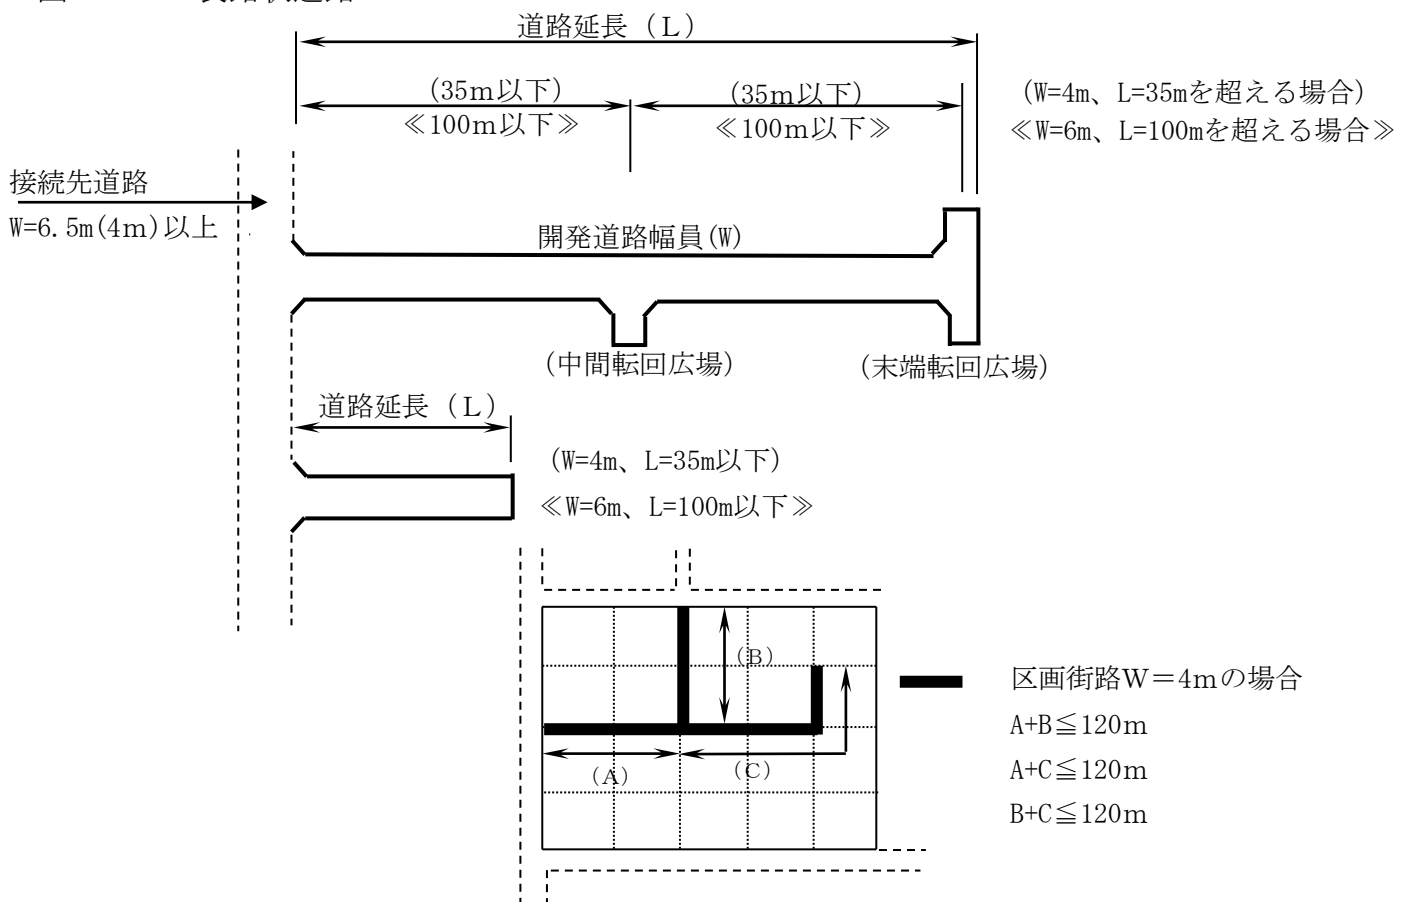 道路延長（Ｌ）
(35ｍ以下)
(35ｍ以下)
(W=4m、L=35mを超える場合)
≪100ｍ以下≫
≪100ｍ以下≫
≪W=6m、L=100mを超える場合≫
接続先道路
W=6.5m(4ｍ)以上
開発道路幅員(W)
(中間転回広場)
(末端転回広場)
道路延長（Ｌ）
(W=4m、L=35m以下)
≪W=6m、L=100m以下≫
（B）
（A）
（C）
区画街路Ｗ＝4ｍの場合
A+B≦120ｍ
A+C≦120ｍ
B+C≦120ｍ